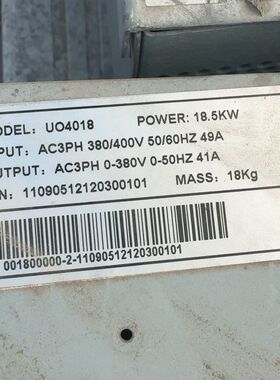 ODEL: UO4018 POWER: 18.5KW
PUT: AC3PH 380/400V 50/60HZ 49A
UTPUT: AC3PH 0-380V 0-50HZ 41A
N: 11090512120300101 MASS: 18Kg
001800000-2-11090512120300101